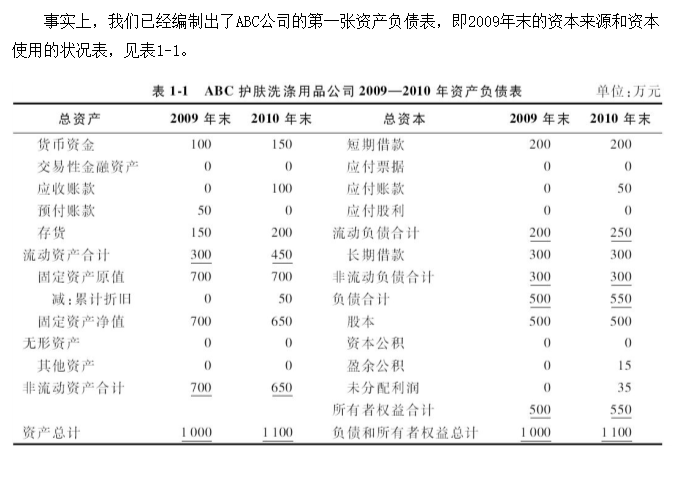 事实上，我们已经编制出了ABC公司的第一张资产负债表，即2009年末的资本来源和资本
使用的状况表，见表1-1。
表 1-1 ABC 护肤洗涤用品公司 2009—2010 年资产负债表 单位:万元
总资产 2009 年末 2010 年末 总资本 2009 年末 2010 年末
货币资金 100 150 短期借款 200 200
交易性金融资产 0 0 应付票据 0 0
应收账款 0 100 应付账款 0 50
预付账款 50 0 应付股利 0 0
存货 150 200 流动负债合计 200 250
流动资产合计 300 450 长期借款 300 300
固定资产原值 700 700 非流动负债合计 300 300
减:累计折旧 0 50 负债合计 500 550
固定资产净值 700 650 股本 500 500
无形资产 0 0 资本公积 0 0
其他资产 0 0 盈余公积 0 15
非流动资产合计 700 650 未分配利润 0 35
所有者权益合计 500 550
资产总计 1 000 1 100 负债和所有者权益总计 1 000 1 100